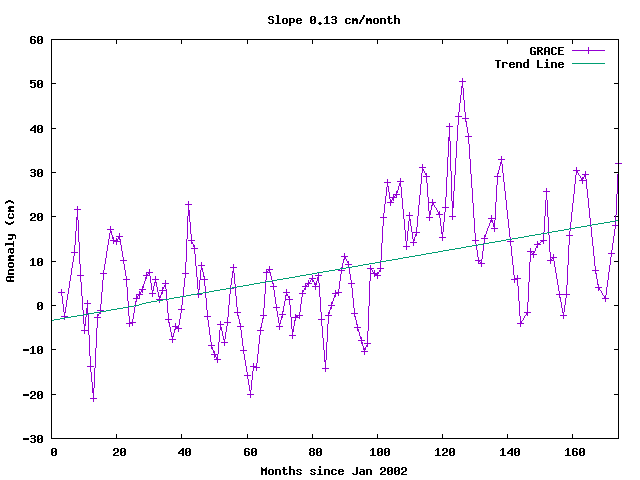 Slope 0.13 cm/month
GRACE
Trend Line
60
50
40
30
20
10
0
-10
-20
-30
Anomaly (cm)
0 20 40 60 80 100 120 140 160
Months since Jan 2002